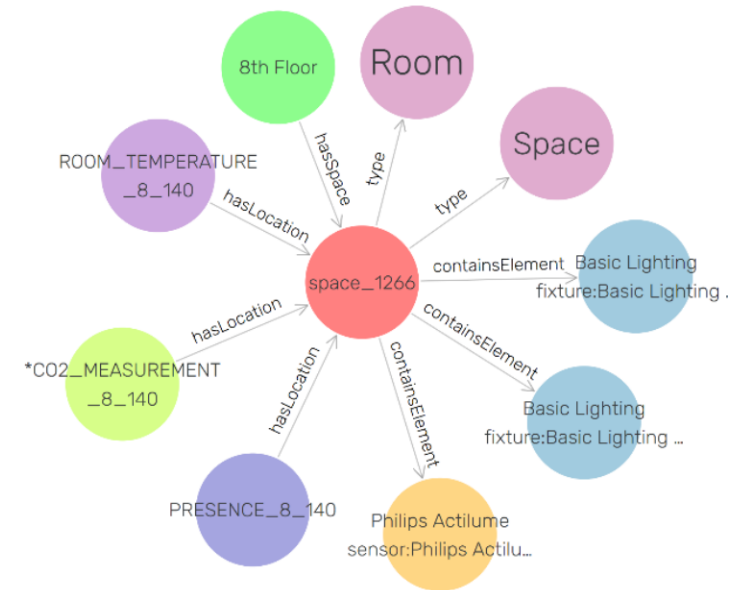 Room
8th Floor
hasSpace
type
Space
type
ROOM_TEMPERATURE
_8_140
hasLocation
space_1266
containsElement
Basic Lighting
fixture:Basic Lighting .
hasLocation
containsElement
*CO2_MEASUREMENT
_8_140
hasLocation
containsElement
Basic Lighting
fixture:Basic Lighting ...
PRESENCE_8_140
Philips Actilume
sensor:Philips Actilu...